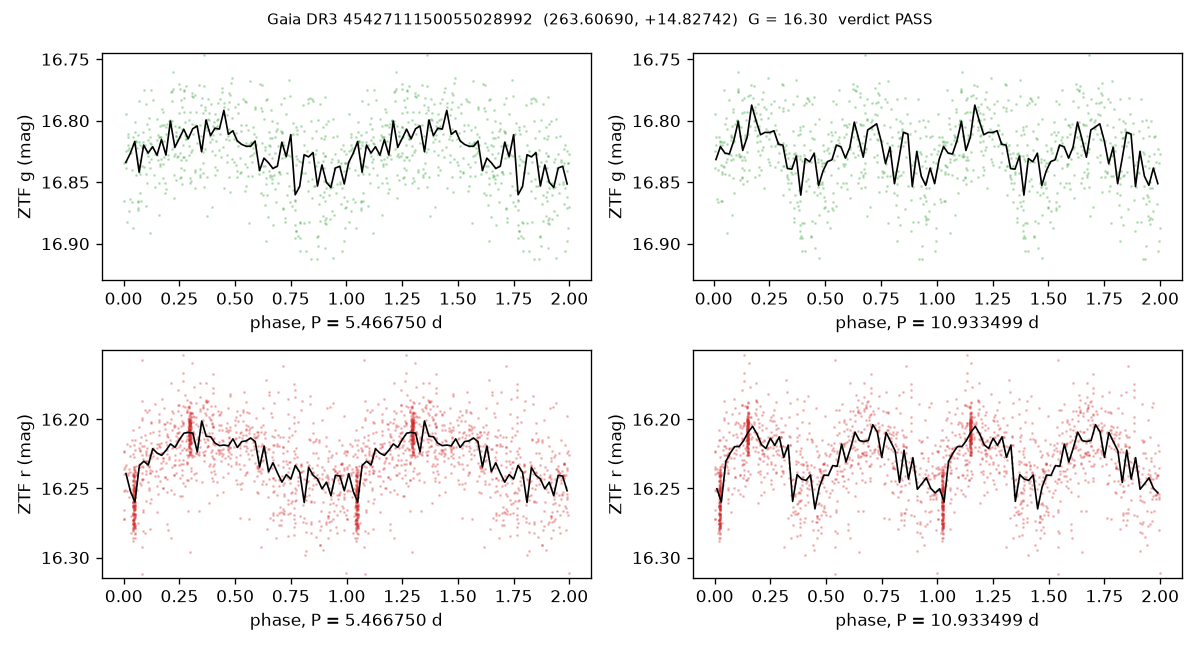 Gaia DR3 4542711150055028992 (263.60690, +14.82742) G = 16.30 verdict PASS
ZTF g (mag)
16.75
16.80
16.85
16.90
0.00 0.25 0.50 0.75 1.00 1.25 1.50 1.75 2.00
phase, P = 5.466750 d
ZTF g (mag)
16.75
16.80
16.85
16.90
0.00 0.25 0.50 0.75 1.00 1.25 1.50 1.75 2.00
phase, P = 10.933499 d
ZTF r (mag)
16.20
16.25
16.30
0.00 0.25 0.50 0.75 1.00 1.25 1.50 1.75 2.00
phase, P = 5.466750 d
ZTF r (mag)
16.20
16.25
16.30
0.00 0.25 0.50 0.75 1.00 1.25 1.50 1.75 2.00
phase, P = 10.933499 d